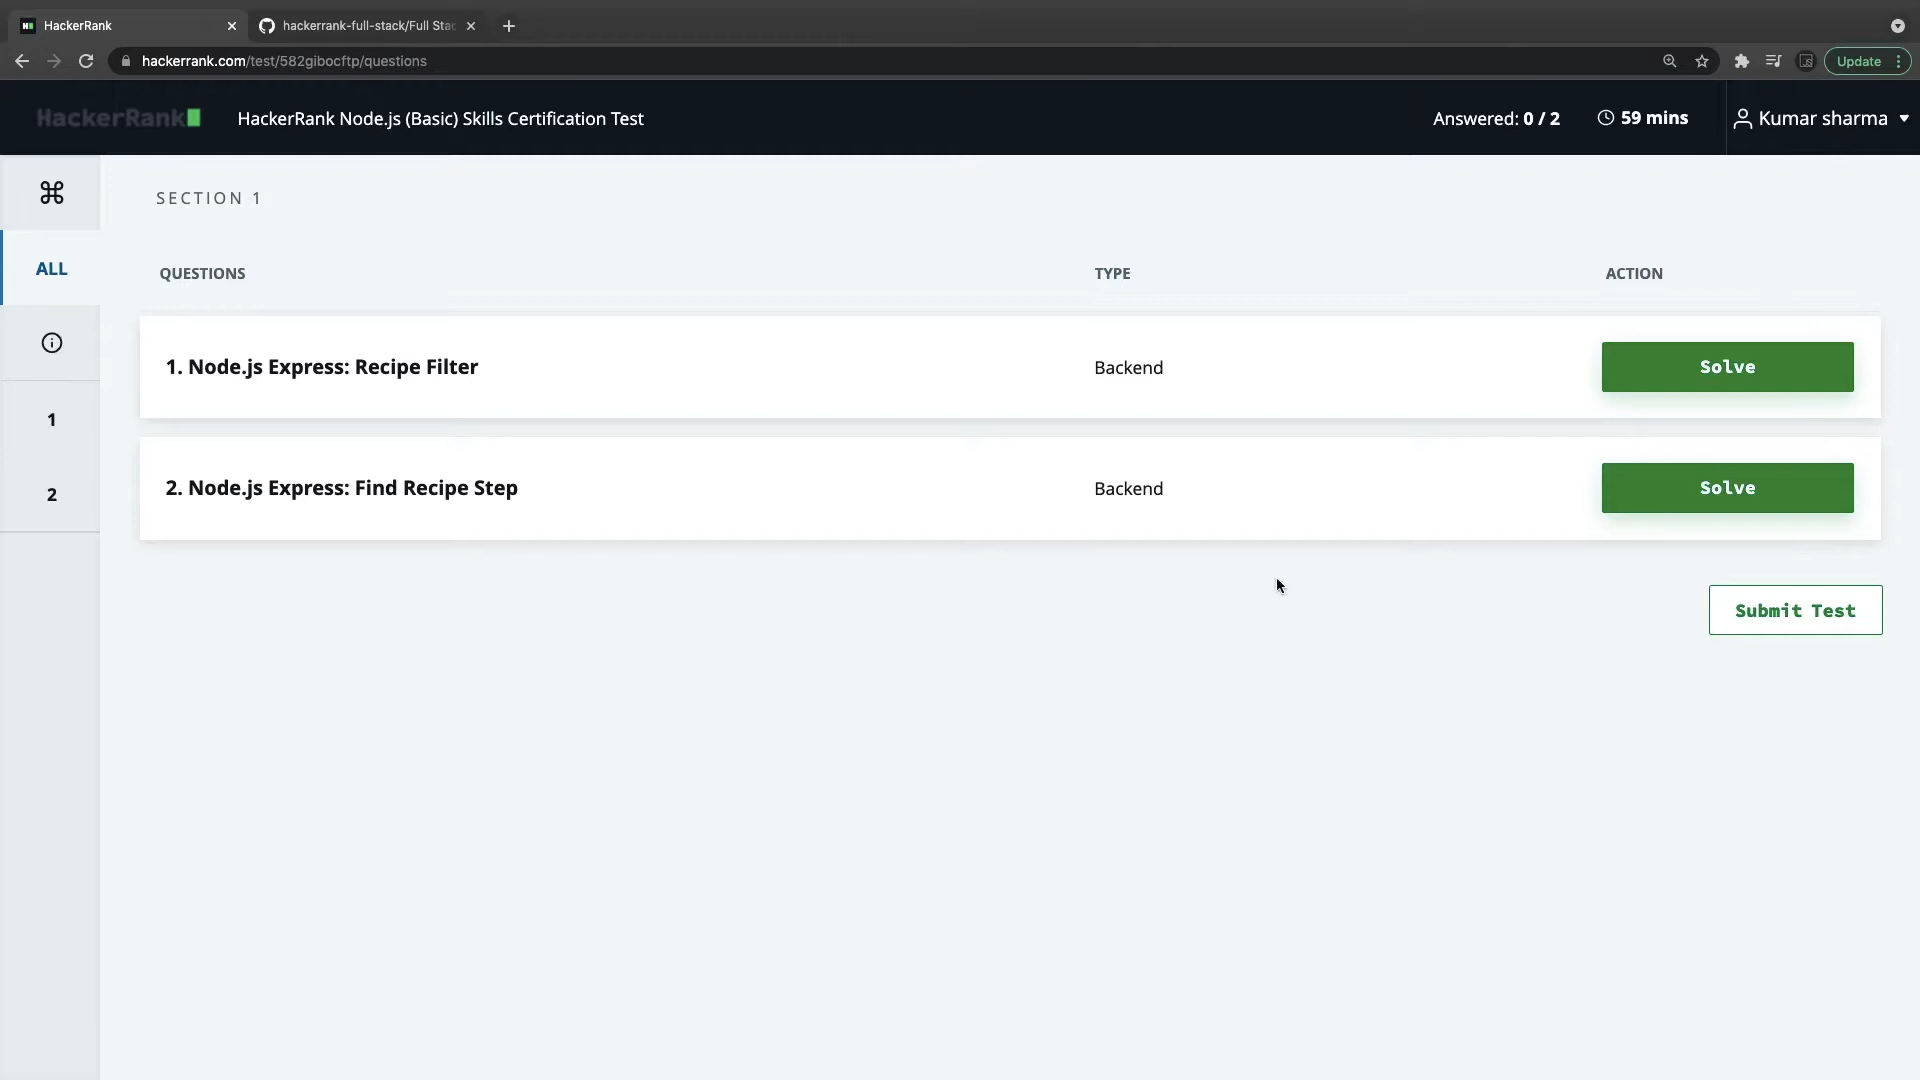 HackerRank
hackerrank-full-stack/Full Stac
hackerrank.com/test/582gibocftp/questions
Update
HackerRank
HackerRank Node.js (Basic) Skills Certification Test
Answered: 0 / 2
59 mins
Kumar sharma
SECTION 1
ALL
QUESTIONS
TYPE
ACTION
1. Node.js Express: Recipe Filter
Backend
Solve
1
2. Node.js Express: Find Recipe Step
Backend
Solve
2
Submit Test